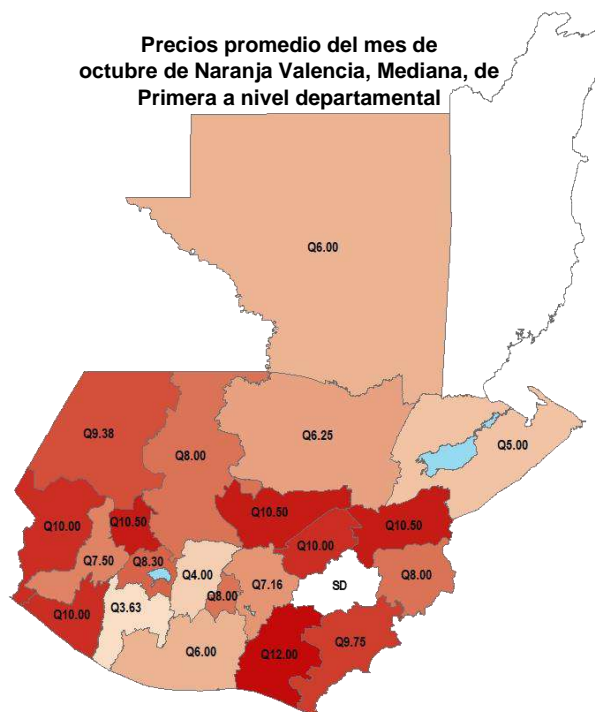 Precios promedio del mes de
octubre de Naranja Valencia, Mediana, de
Primera a nivel departamental
Q6.00
Q9.38
Q8.00
Q6.25
Q5.00
Q10.00
Q10.50
Q10.50
Q10.00
Q10.50
Q7.50
Q8.30
Q4.00
Q8.00
Q7.16
SD
Q8.00
Q10.00
Q3.63
Q6.00
Q12.00
Q9.75